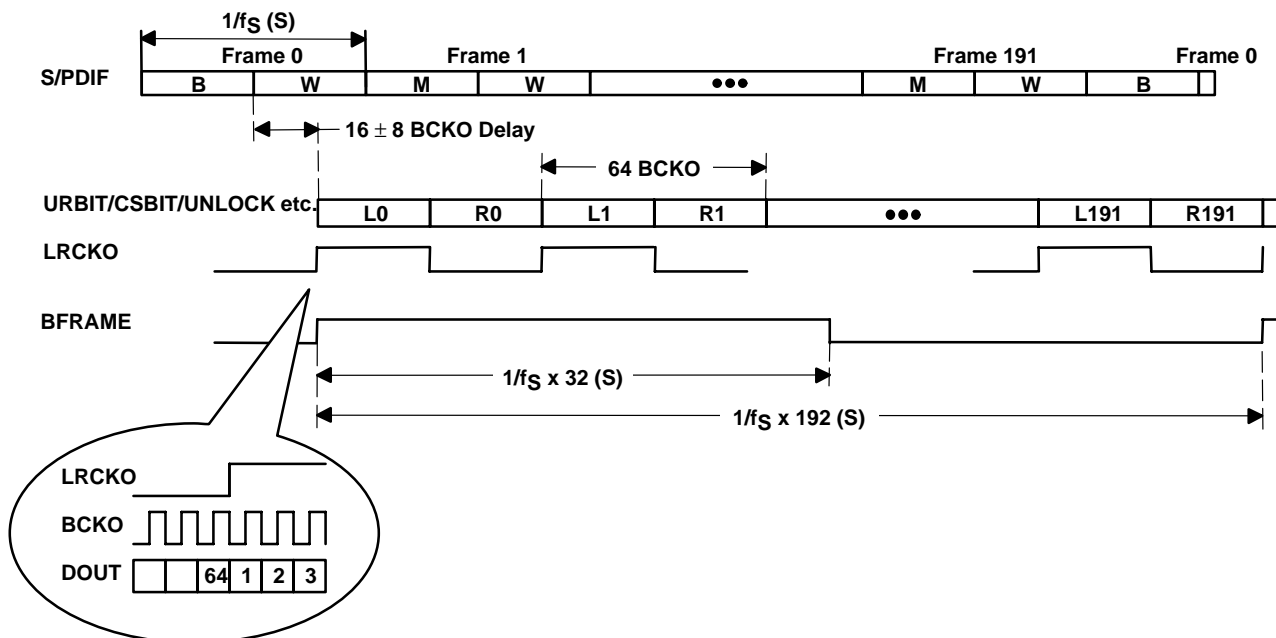 1/fS (S)
Frame 0 Frame 1 Frame 191 Frame 0
S/PDIF B W M W ●●● M W B
16 ± 8 BCKO Delay
64 BCKO
URBIT/CSBIT/UNLOCK etc. L0 R0 L1 R1 ●●● L191 R191
LRCKO
BFRAME
1/fS x 32 (S)
1/fS x 192 (S)
LRCKO
BCKO
DOUT 64 1 2 3